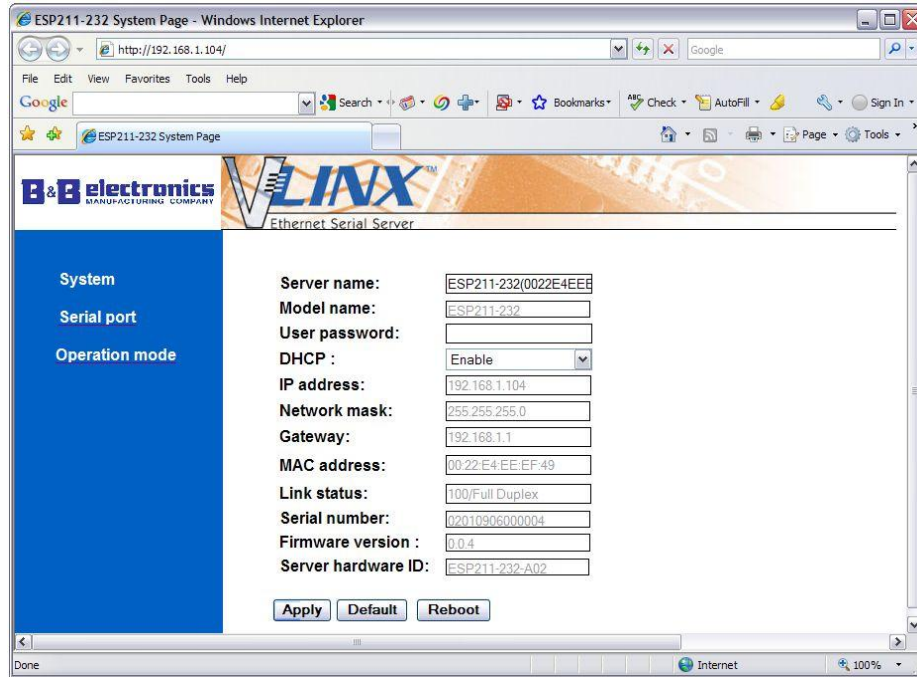 ESP211-232 System Page - Windows Internet Explorer
http://192.168.1.104/
Google
File Edit View Favorites Tools Help
Google Search Bookmarks ABC Check AutoFill Sign In
ESP211-232 System Page Page Tools
B&B electronics
MANUFACTURING COMPANY
VLINX™
Ethernet Serial Server
System
Serial port
Operation mode
Server name: ESP211-232(0022E4EEE
Model name: ESP211-232
User password:
DHCP : Enable
IP address: 192.168.1.104
Network mask: 255.255.255.0
Gateway: 192.168.1.1
MAC address: 00:22:E4:EE:EF:49
Link status: 100/Full Duplex
Serial number: 02010906000004
Firmware version : 0.0.4
Server hardware ID: ESP211-232-A02
Apply Default Reboot
Done Internet 100%